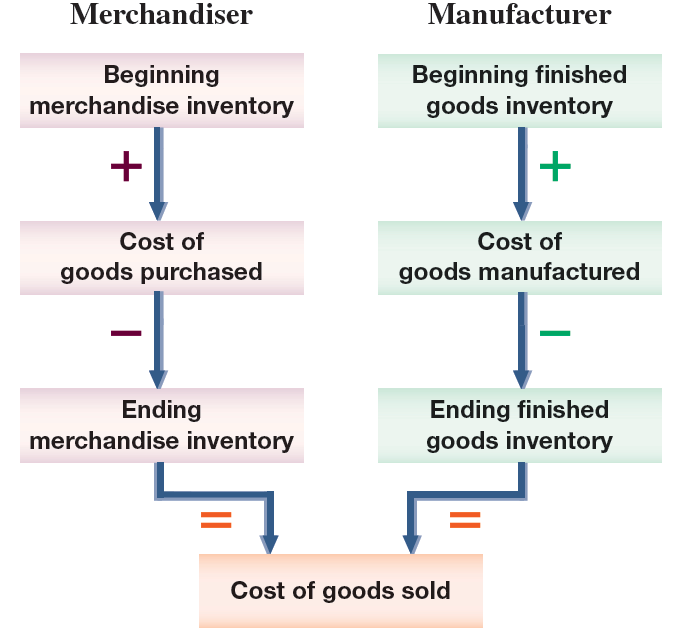 Merchandiser
Manufacturer
Beginning
merchandise inventory
Beginning finished
goods inventory
+
+
Cost of
goods purchased
Cost of
goods manufactured
−
−
Ending
merchandise inventory
Ending finished
goods inventory
=
=
Cost of goods sold